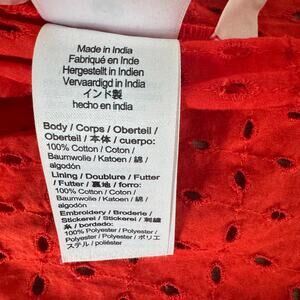 Made in India
Fabriqué en Inde
Hergestellt in Indien
Vervaardigd in India
インド製
hecho en india
Body / Corps / Oberteil /
Oberteil / 本体 / cuerpo:
100% Cotton / Coton /
Baumwolle / Katoen / 綿 /
algodón
Lining / Doublure / Futter
/ Futter / 裏地 / forro:
100% Cotton / Coton /
Baumwolle / Katoen / 綿 /
algodón
Embroidery / Broderie /
Stickerei / Stickerei / 刺繍
糸 / bordado:
100% Polyester / Polyester /
Polyester / Polyester / ポリエ
ステル / poliéster